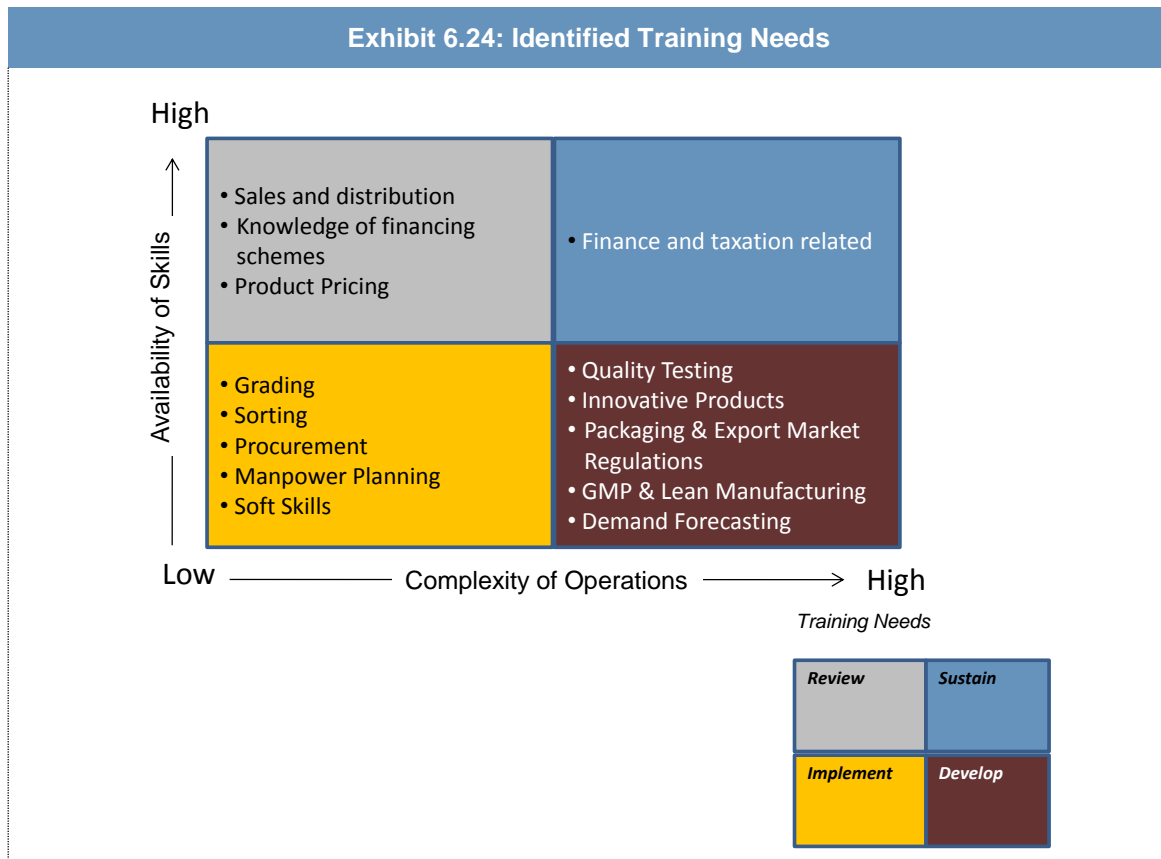 Exhibit 6.24: Identified Training Needs
High
Availability of Skills
• Sales and distribution
• Knowledge of financing
schemes
• Product Pricing
• Finance and taxation related
• Grading
• Sorting
• Procurement
• Manpower Planning
• Soft Skills
• Quality Testing
• Innovative Products
• Packaging & Export Market
Regulations
• GMP & Lean Manufacturing
• Demand Forecasting
Low
Complexity of Operations
High
Training Needs
Review
Sustain
Implement
Develop